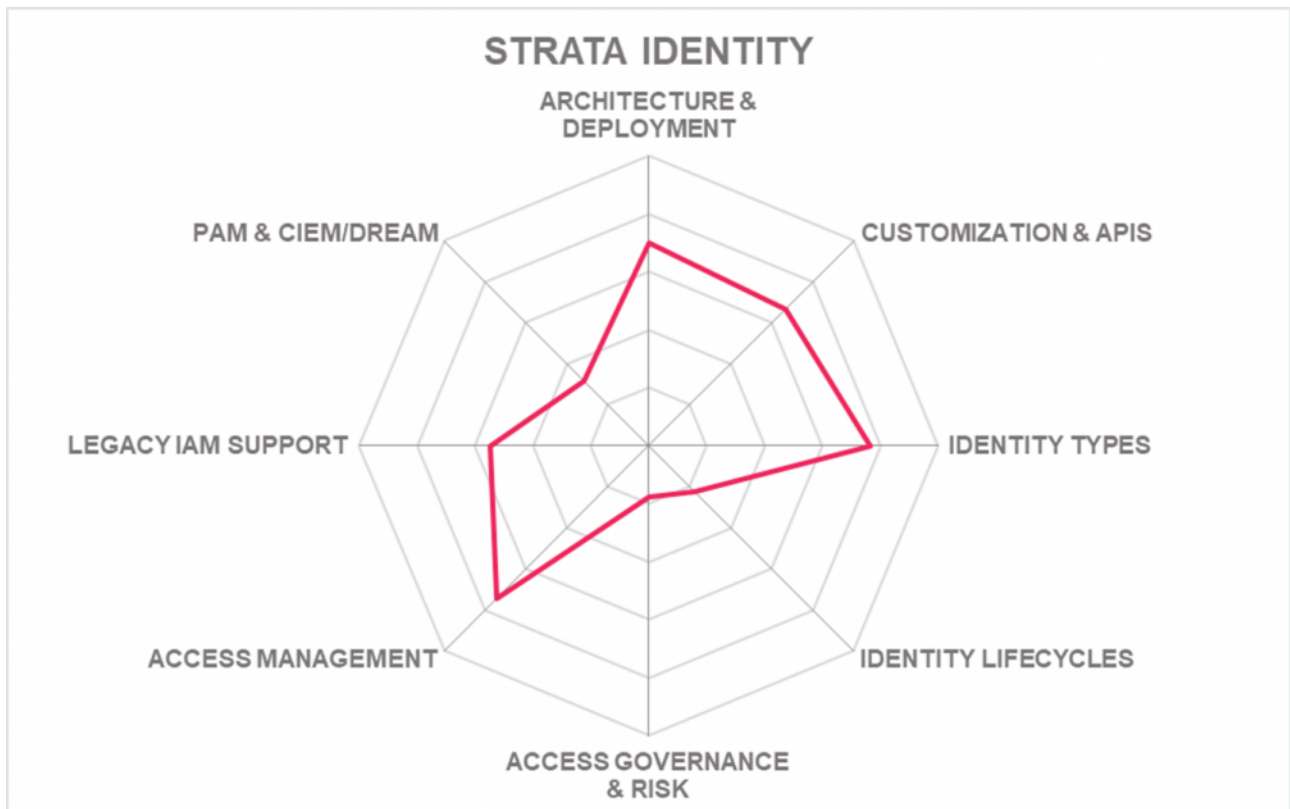 STRATA IDENTITY
ARCHITECTURE &
DEPLOYMENT
PAM & CIEM/DREAM
CUSTOMIZATION & APIS
LEGACY IAM SUPPORT
IDENTITY TYPES
ACCESS MANAGEMENT
IDENTITY LIFECYCLES
ACCESS GOVERNANCE
& RISK